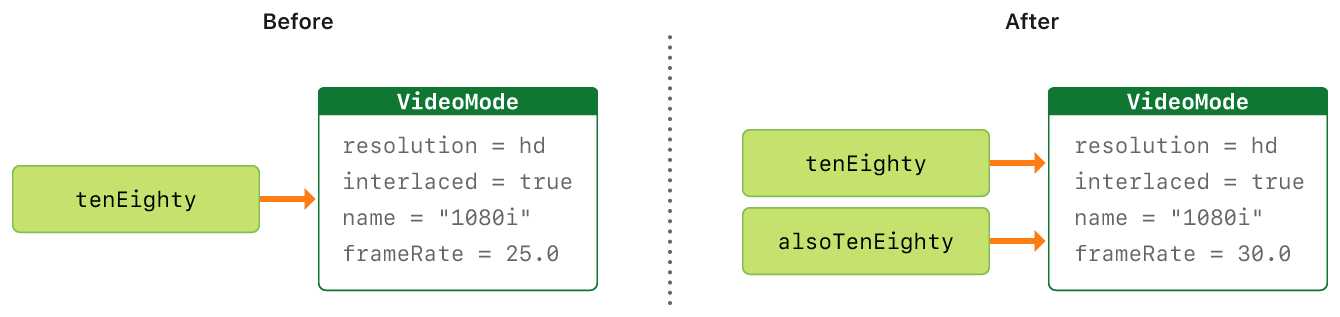 Before
tenEighty
VideoMode
resolution = hd
interlaced = true
name = "1080i"
frameRate = 25.0
After
tenEighty
alsoTenEighty
VideoMode
resolution = hd
interlaced = true
name = "1080i"
frameRate = 30.0